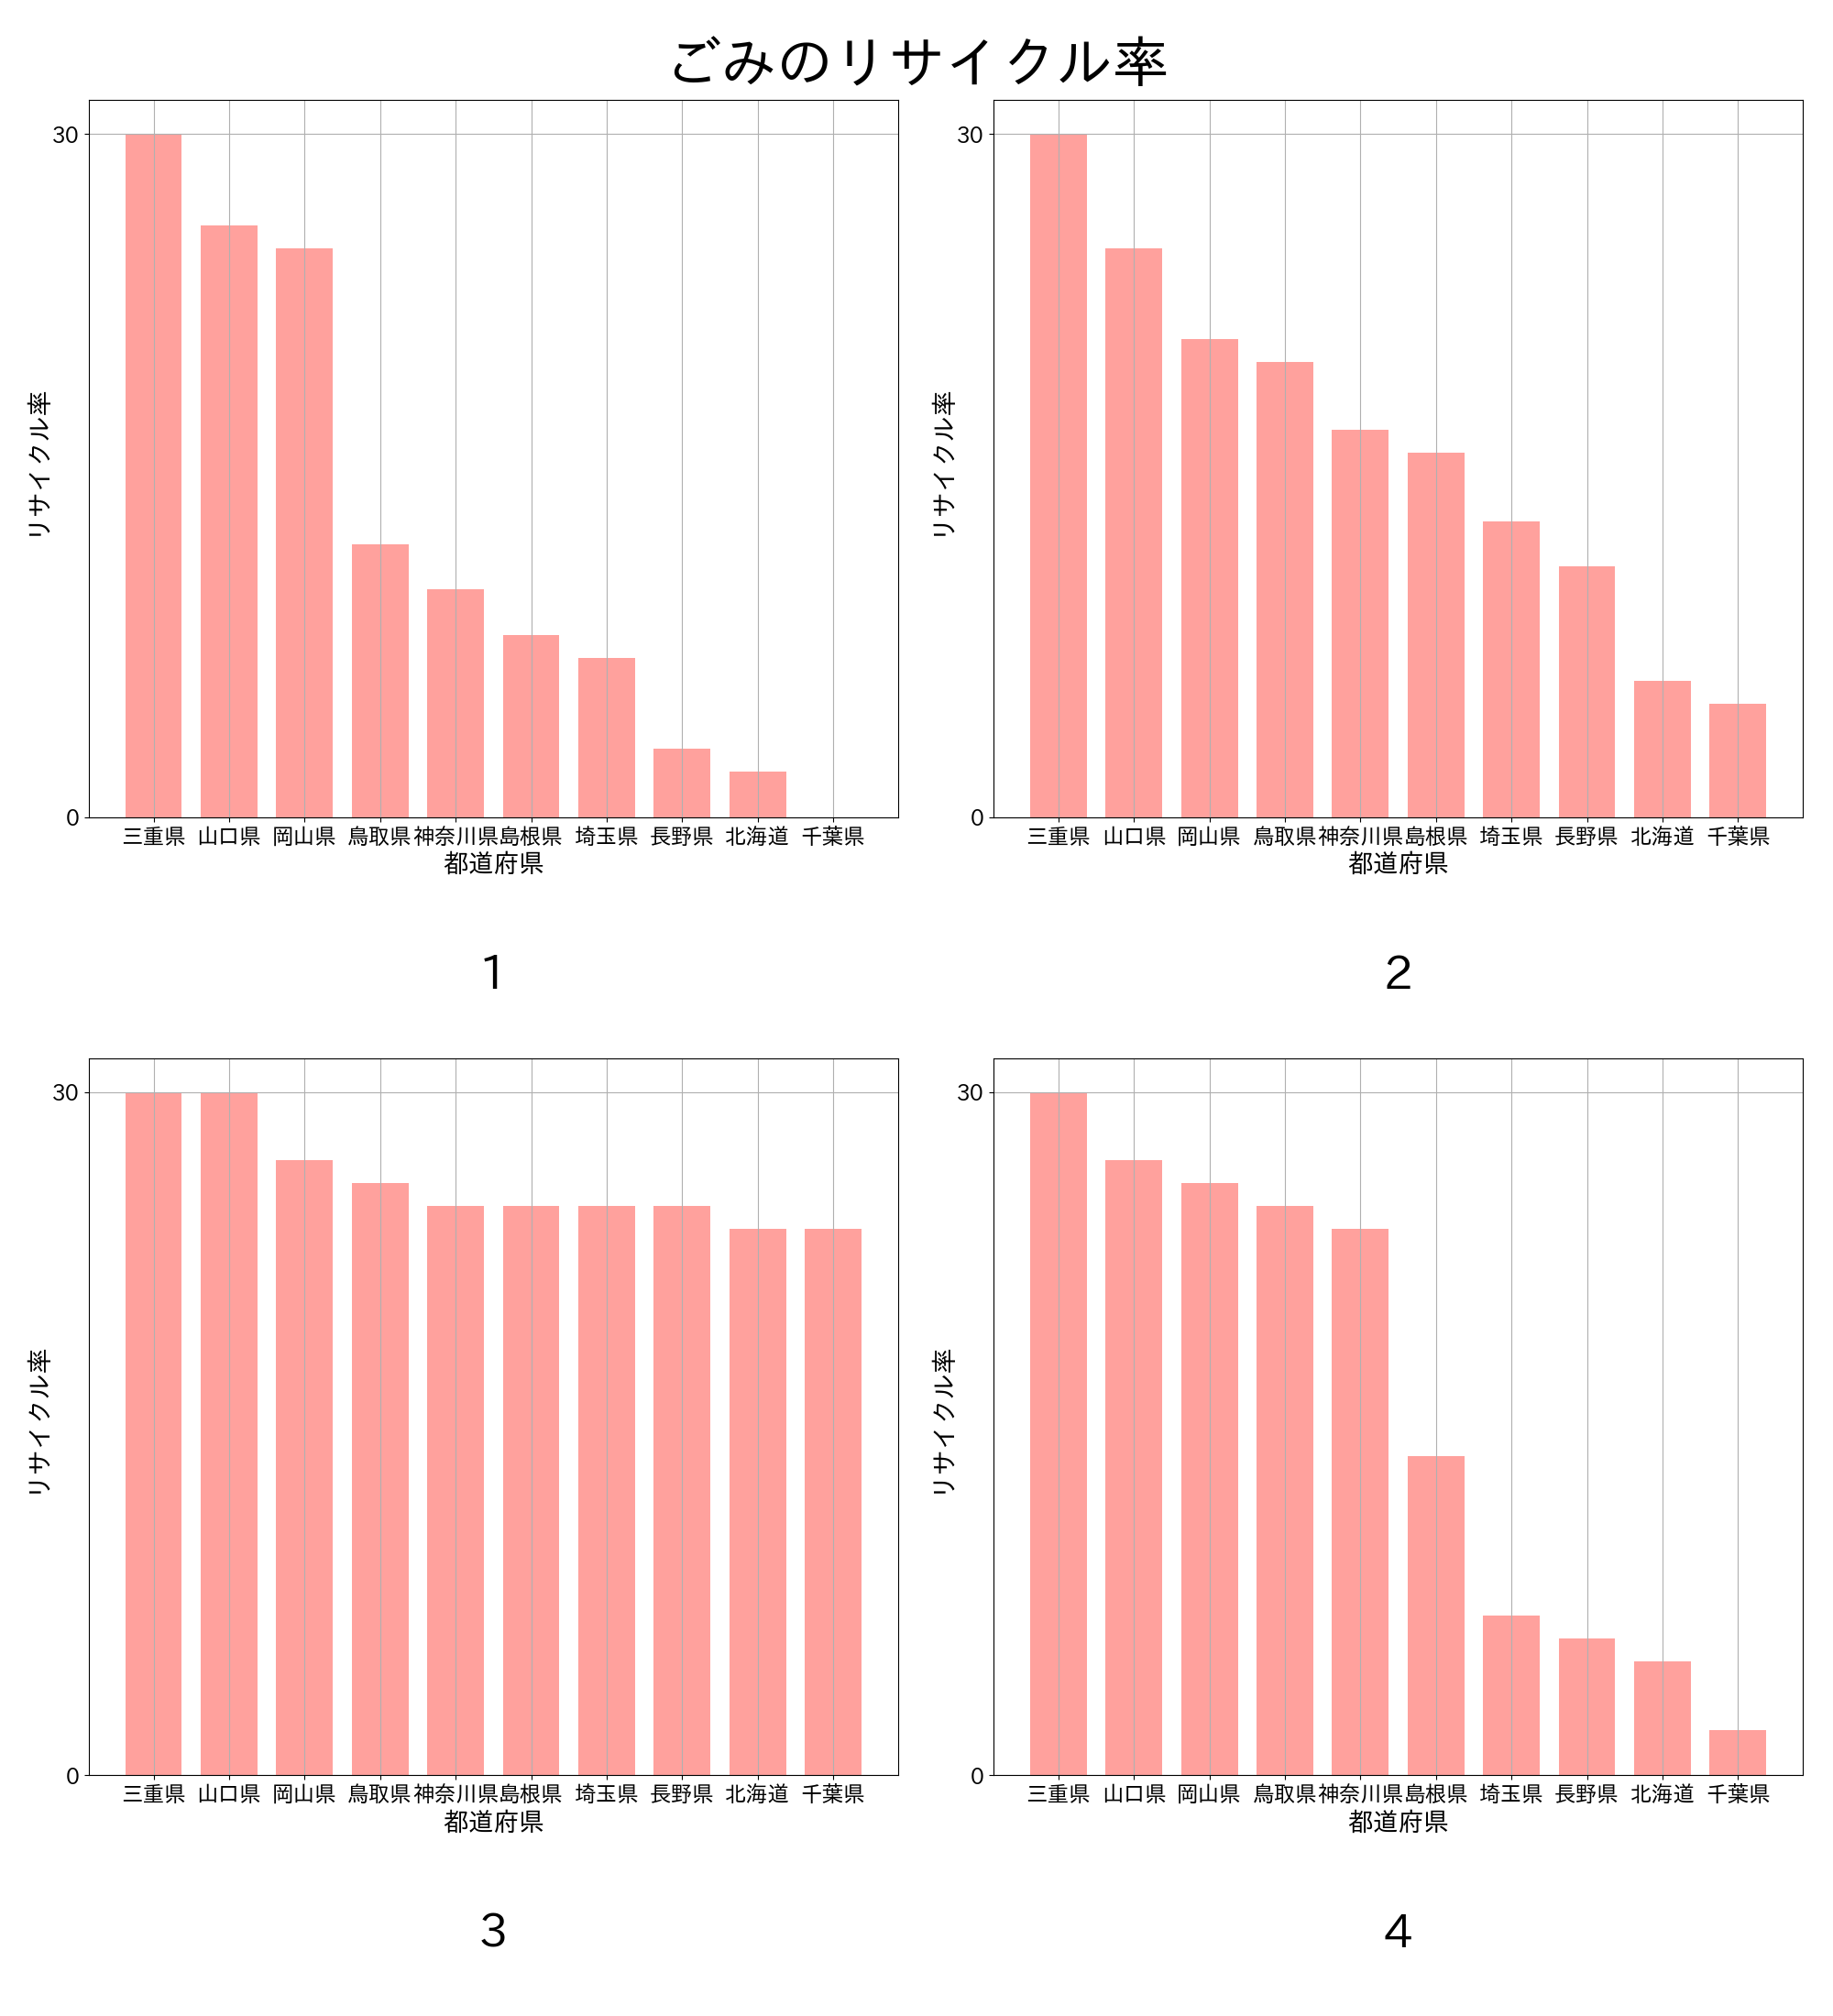 ごみのリサイクル率
30
0
リサイクル率
三重県 山口県 岡山県 鳥取県 神奈川県 島根県 埼玉県 長野県 北海道 千葉県
都道府県
1
30
0
リサイクル率
三重県 山口県 岡山県 鳥取県 神奈川県 島根県 埼玉県 長野県 北海道 千葉県
都道府県
2
30
0
リサイクル率
三重県 山口県 岡山県 鳥取県 神奈川県 島根県 埼玉県 長野県 北海道 千葉県
都道府県
3
30
0
リサイクル率
三重県 山口県 岡山県 鳥取県 神奈川県 島根県 埼玉県 長野県 北海道 千葉県
都道府県
4